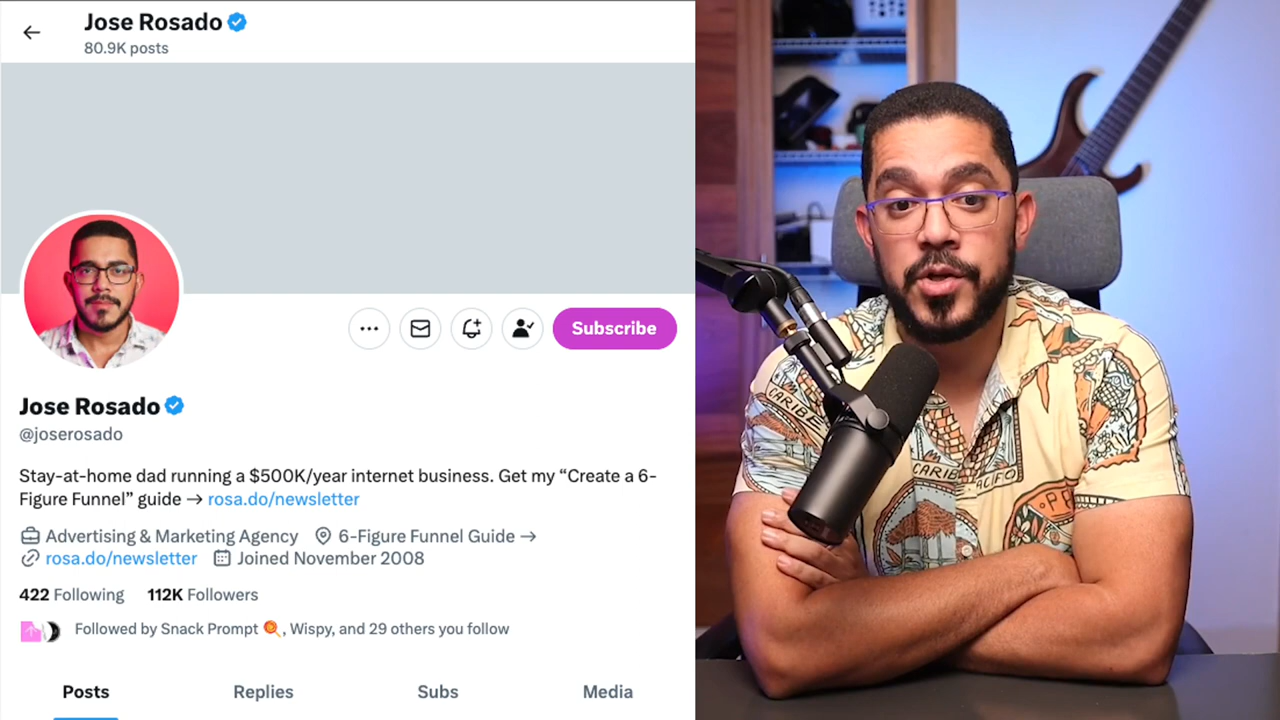 Jose Rosado
80.9K posts
Subscribe
Jose Rosado
@joserosado
Stay-at-home dad running a $500K/year internet business. Get my “Create a 6-
Figure Funnel” guide → rosa.do/newsletter
Advertising & Marketing Agency 6-Figure Funnel Guide →
rosa.do/newsletter Joined November 2008
422 Following 112K Followers
Followed by Snack Prompt 🍭, Wispy, and 29 others you follow
Posts Replies Subs Media
CARIBE
CARIB
PACIFO